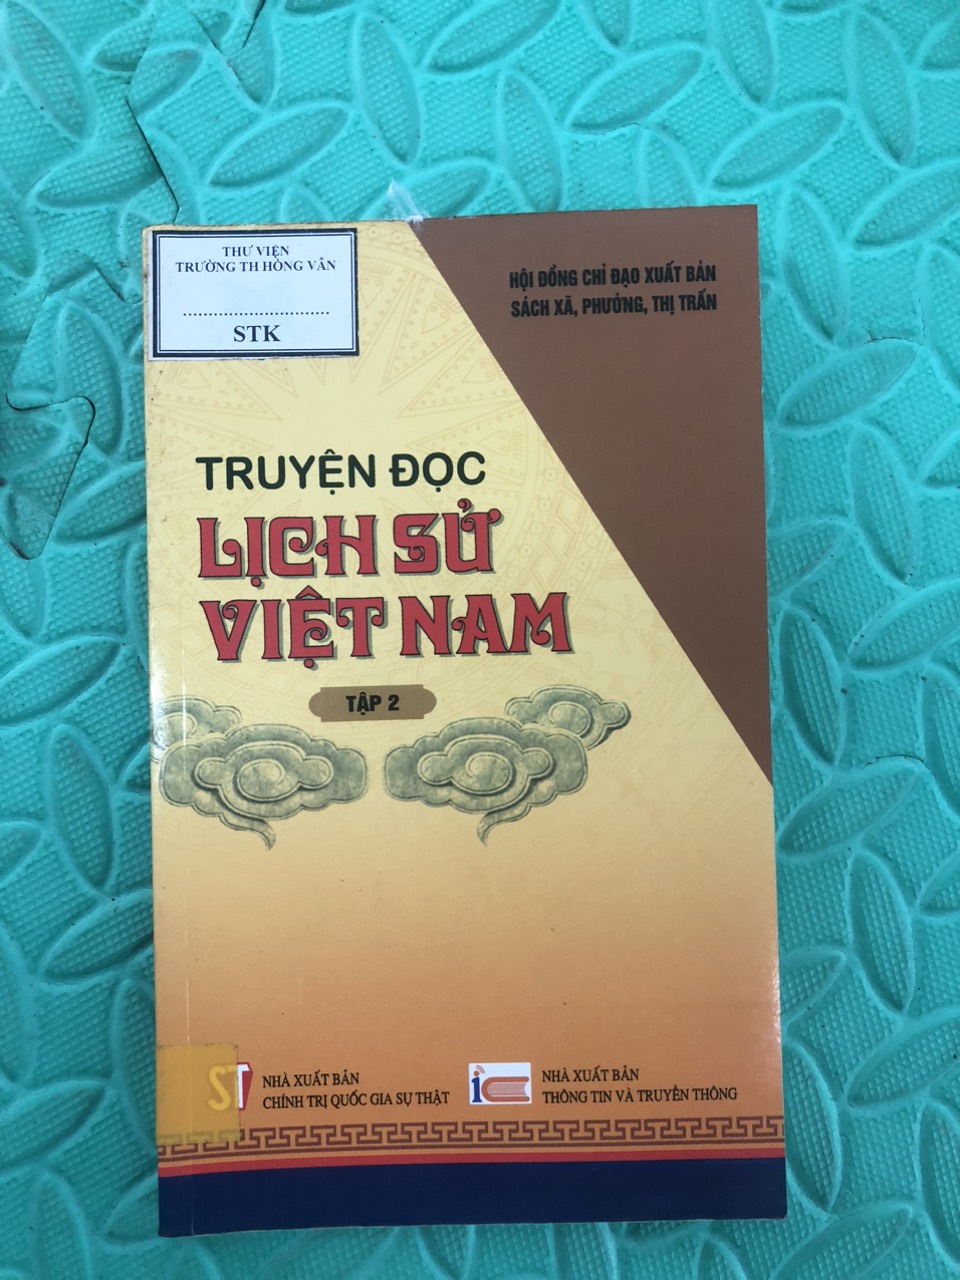 THƯ VIỆN
TRƯỜNG TH HỒNG VÂN
..............................
STK
HỘI ĐỒNG CHỈ ĐẠO XUẤT BẢN
SÁCH XÃ, PHƯỜNG, THỊ TRẤN
TRUYỆN ĐỌC
LỊCH SỬ
VIỆT NAM
TẬP 2
ST
NHÀ XUẤT BẢN
CHÍNH TRỊ QUỐC GIA SỰ THẬT
ic
NHÀ XUẤT BẢN
THÔNG TIN VÀ TRUYỀN THÔNG